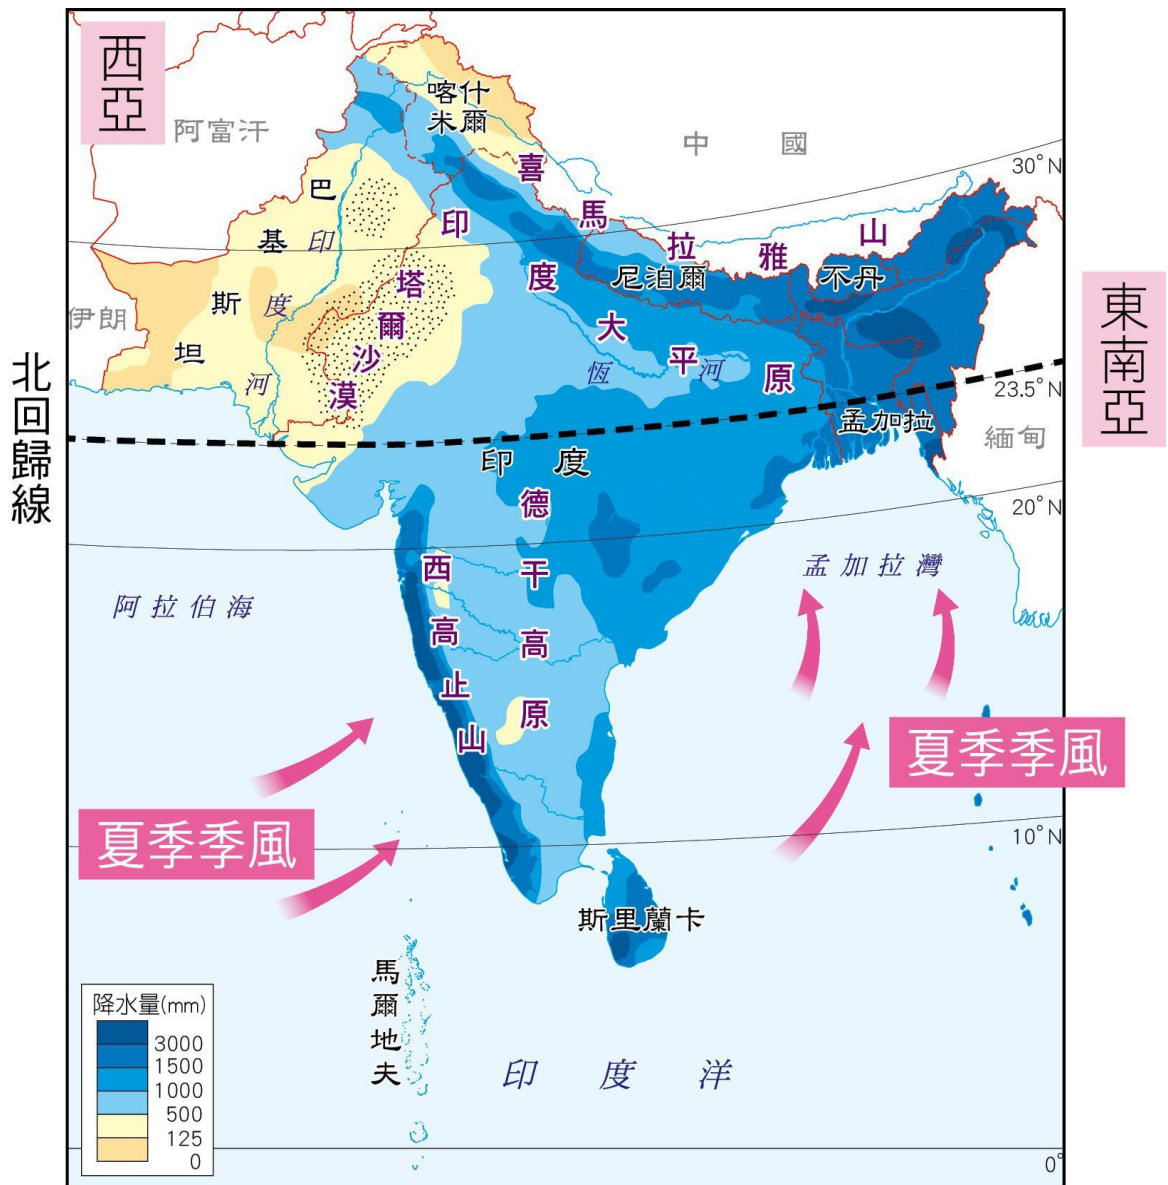 西亞
阿富汗
喀什
米爾
中國
30°N
喜馬拉雅山
巴基斯坦
印度河
印度大平原
塔爾沙漠
尼泊爾
不丹
伊朗
東南亞
北回歸線
恆河
23.5°N
孟加拉
緬甸
印度
20°N
德干高原
西高止山
孟加拉灣
阿拉伯海
夏季季風
夏季季風
10°N
斯里蘭卡
馬爾地夫
印度洋
降水量(mm)
3000
1500
1000
500
125
0
0°